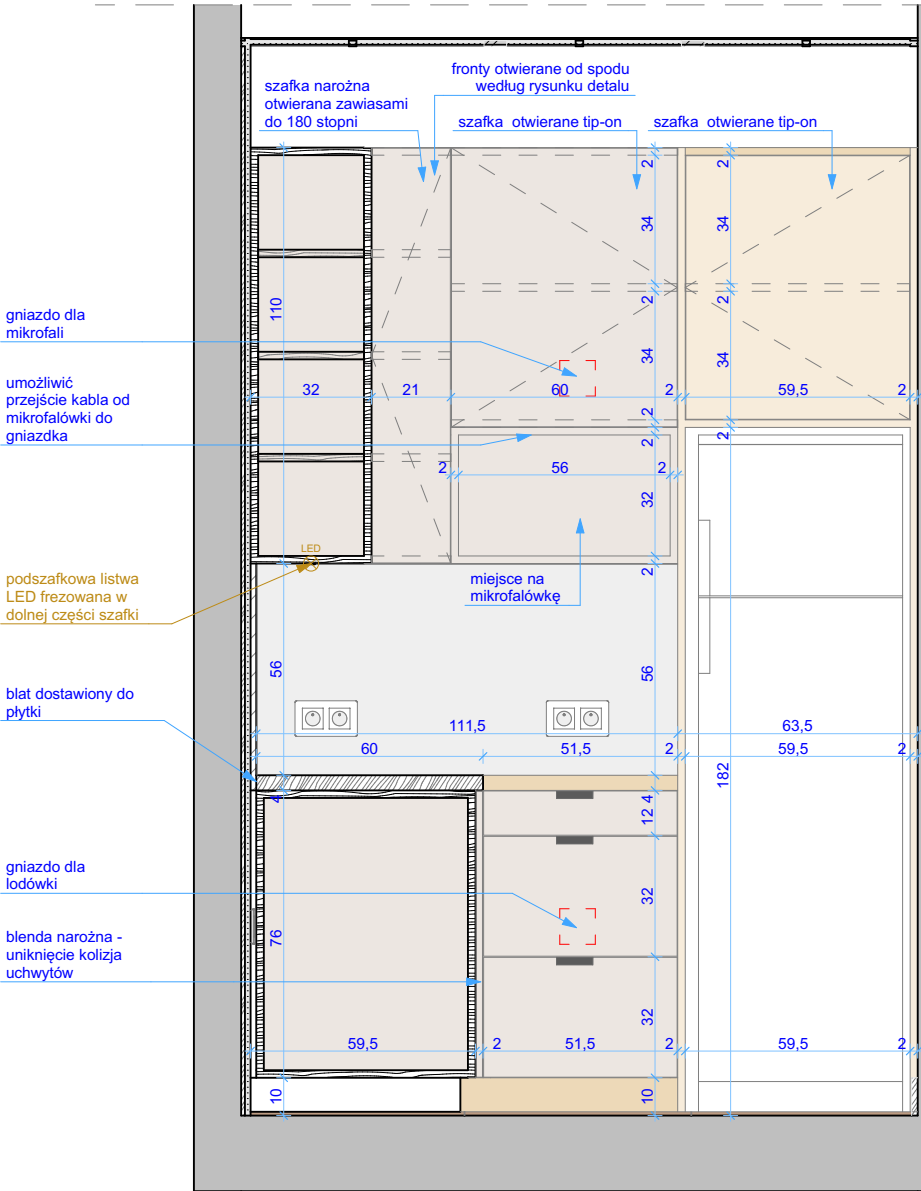 fronty otwierane od spodu
według rysunku detalu
szafka narożna
otwierana zawiasami
do 180 stopni
szafka otwierane tip-on
szafka otwierane tip-on
2
2
34
34
110
2
2
gniazdo dla
mikrofali
34
34
umożliwić
przejście kabla od
mikrofalówki do
gniazdka
32
21
60
2
59,5
2
2
2
2
2
56
2
32
LED
podszafkowa listwa
LED frezowana w
dolnej części szafki
miejsce na
mikrofalówkę
2
56
56
blat dostawiony do
płytki
111,5
63,5
60
51,5
2
59,5
2
182
4
4
12
gniazdo dla
lodówki
32
blenda narożna -
uniknięcie kolizja
uchwytów
76
32
59,5
2
51,5
2
59,5
2
10
10